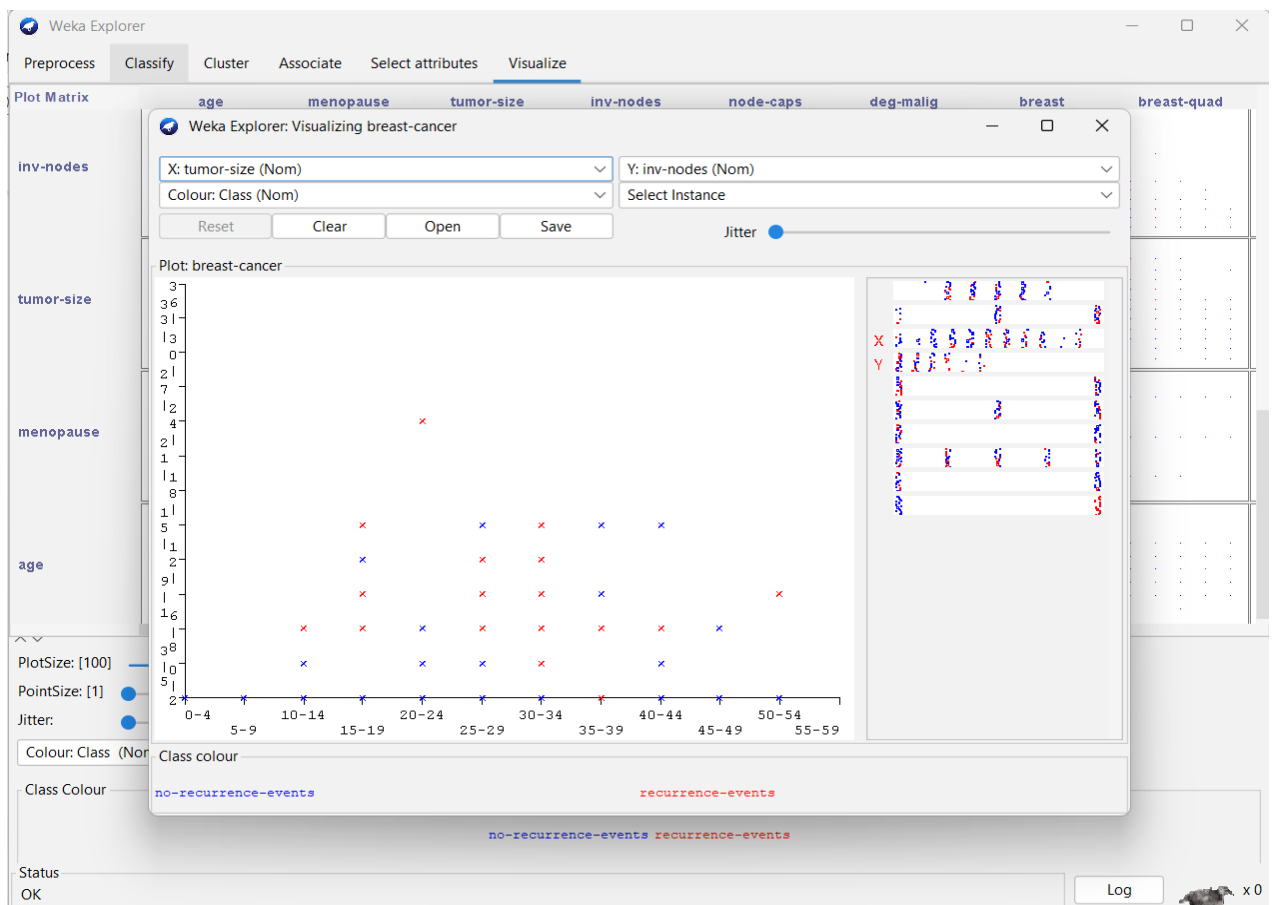 Weka Explorer
Preprocess Classify Cluster Associate Select attributes Visualize
Plot Matrix age menopause tumor-size inv-nodes node-caps deg-malig breast breast-quad
Weka Explorer: Visualizing breast-cancer
inv-nodes
tumor-size
menopause
age
X: tumor-size (Nom) Y: inv-nodes (Nom)
Colour: Class (Nom) Select Instance
Reset Clear Open Save Jitter
Plot: breast-cancer
X
Y
0-4 10-14 20-24 30-34 40-44 50-54
5-9 15-19 25-29 35-39 45-49 55-59
Class colour
no-recurrence-events recurrence-events
PlotSize: [100]
PointSize: [1]
Jitter:
Colour: Class (Nom
Class Colour
no-recurrence-events recurrence-events
Status
OK
Log x 0